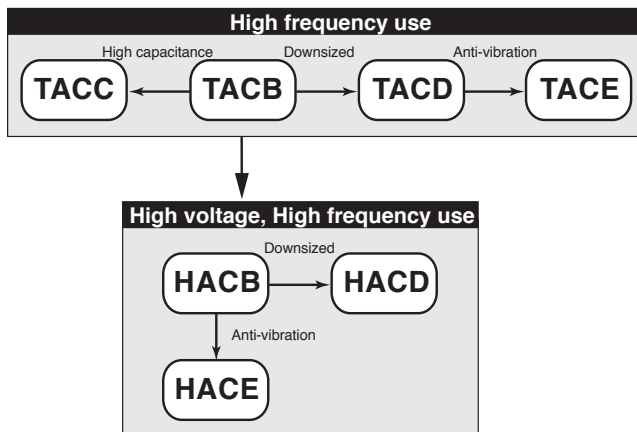 High frequency use
High capacitance Downsized Anti-vibration
TACC TACB TACD TACE
High voltage, High frequency use
Downsized
HACB HACD
Anti-vibration
HACE